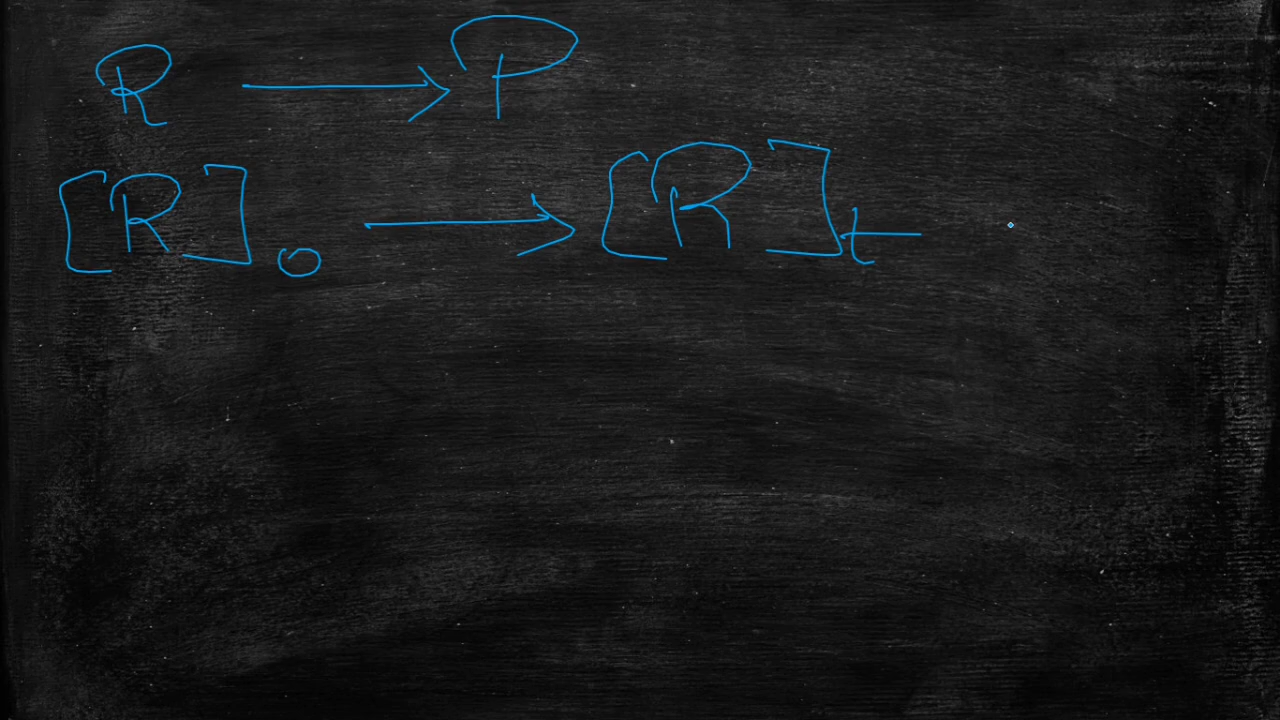 R → P
[R]₀ → [R]ₜ